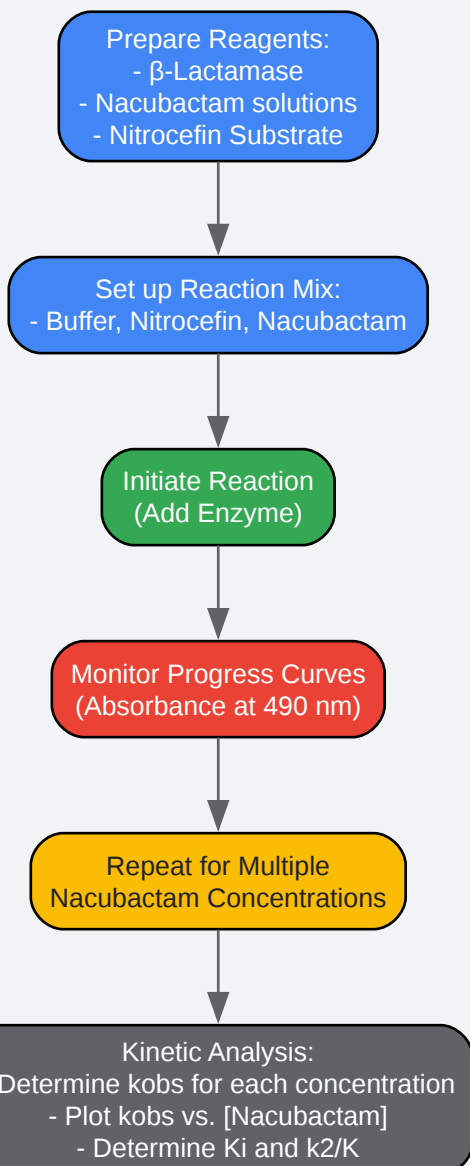 Prepare Reagents:
- β-Lactamase
- Nacubactam solutions
- Nitrocefin Substrate
Set up Reaction Mix:
- Buffer, Nitrocefin, Nacubactam
Initiate Reaction
(Add Enzyme)
Monitor Progress Curves
(Absorbance at 490 nm)
Repeat for Multiple
Nacubactam Concentrations
Kinetic Analysis:
Determine kobs for each concentration
- Plot kobs vs. [Nacubactam]
- Determine Ki and k2/K